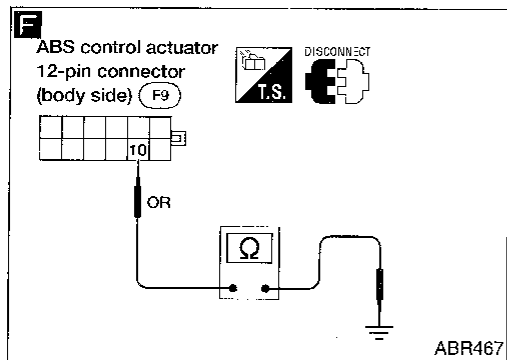 F
ABS control actuator
12-pin connector
(body side) F9
DISCONNECT
T.S.
10
OR
Ω
ABR467